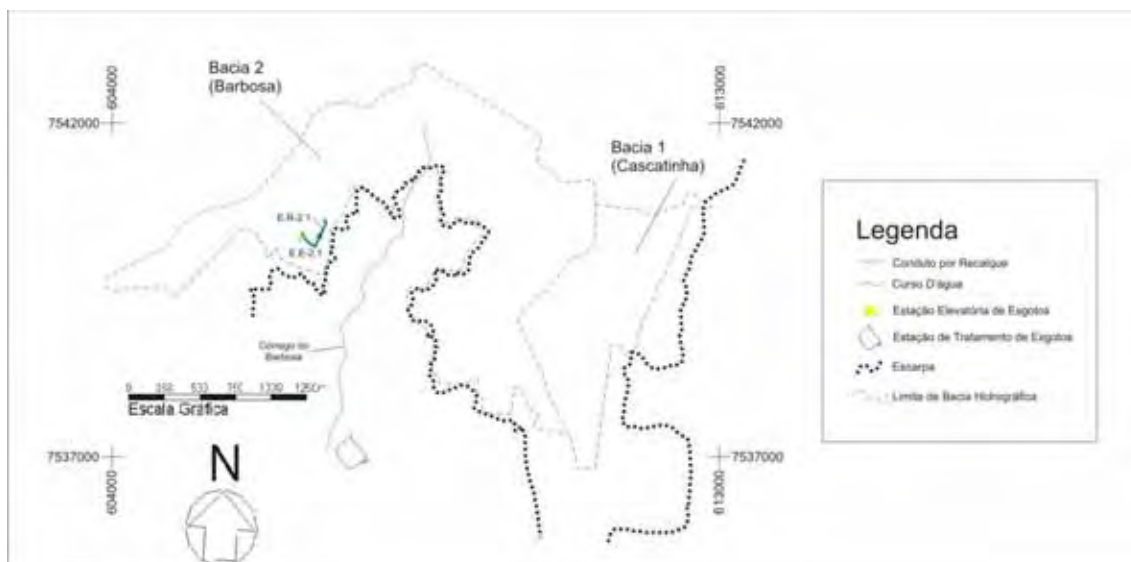 Bacia 2
(Barbosa)
604000
613000
7542000
7542000
Bacia 1
(Cascatinha)
E.E-2.1
Legenda
Conduto por Recalque
Curso D'água
Estação Elevatória de Esgotos
Estação de Tratamento de Esgotos
Escarpa
Limite de Bacia Hidrográfica
Córrego do
Barbosa
0
1250m
Escala Gráfica
N
7537000
7537000
604000
613000